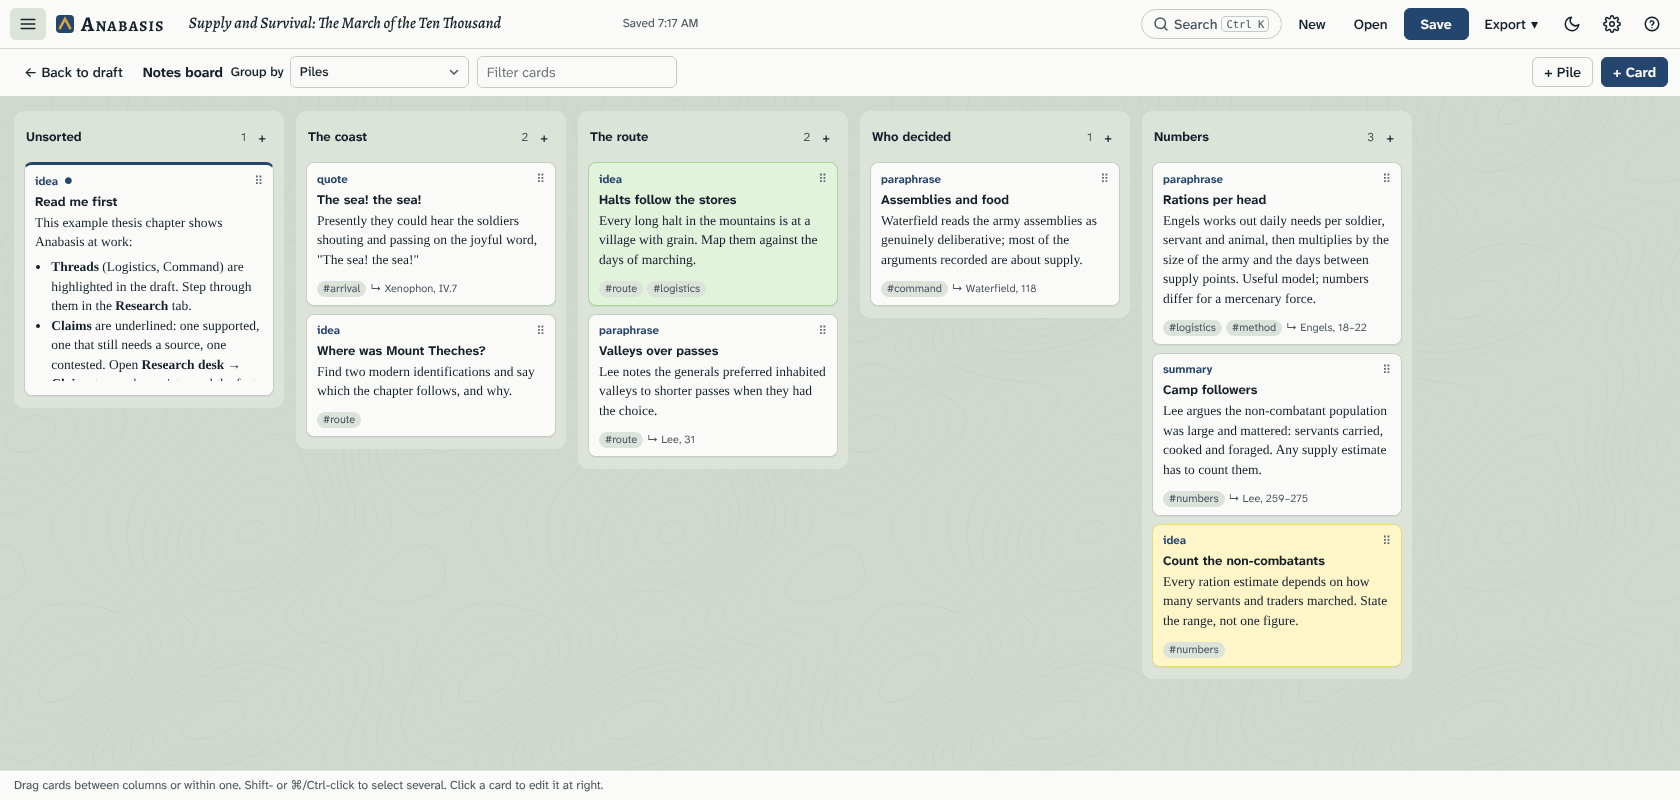 Anabasis
Supply and Survival: The March of the Ten Thousand
Saved 7:17 AM
Search Ctrl K
New
Open
Save
Export ▾
← Back to draft
Notes board
Group by
Piles
Filter cards
+ Pile
+ Card
Unsorted 1 +
idea
Read me first
This example thesis chapter shows
Anabasis at work:
• Threads (Logistics, Command) are
highlighted in the draft. Step through
them in the Research tab.
• Claims are underlined: one supported,
one that still needs a source, one
contested. Open Research desk →
The coast 2 +
quote
The sea! the sea!
Presently they could hear the soldiers
shouting and passing on the joyful word,
"The sea! the sea!"
#arrival ↪ Xenophon, IV.7
idea
Where was Mount Theches?
Find two modern identifications and say
which the chapter follows, and why.
#route
The route 2 +
idea
Halts follow the stores
Every long halt in the mountains is at a
village with grain. Map them against the
days of marching.
#route #logistics
paraphrase
Valleys over passes
Lee notes the generals preferred inhabited
valleys to shorter passes when they had
the choice.
#route ↪ Lee, 31
Who decided 1 +
paraphrase
Assemblies and food
Waterfield reads the army assemblies as
genuinely deliberative; most of the
arguments recorded are about supply.
#command ↪ Waterfield, 118
Numbers 3 +
paraphrase
Rations per head
Engels works out daily needs per soldier,
servant and animal, then multiplies by the
size of the army and the days between
supply points. Useful model; numbers
differ for a mercenary force.
#logistics #method ↪ Engels, 18–22
summary
Camp followers
Lee argues the non-combatant population
was large and mattered: servants carried,
cooked and foraged. Any supply estimate
has to count them.
#numbers ↪ Lee, 259–275
idea
Count the non-combatants
Every ration estimate depends on how
many servants and traders marched. State
the range, not one figure.
#numbers
Drag cards between columns or within one. Shift- or ⌘/Ctrl-click to select several. Click a card to edit it at right.